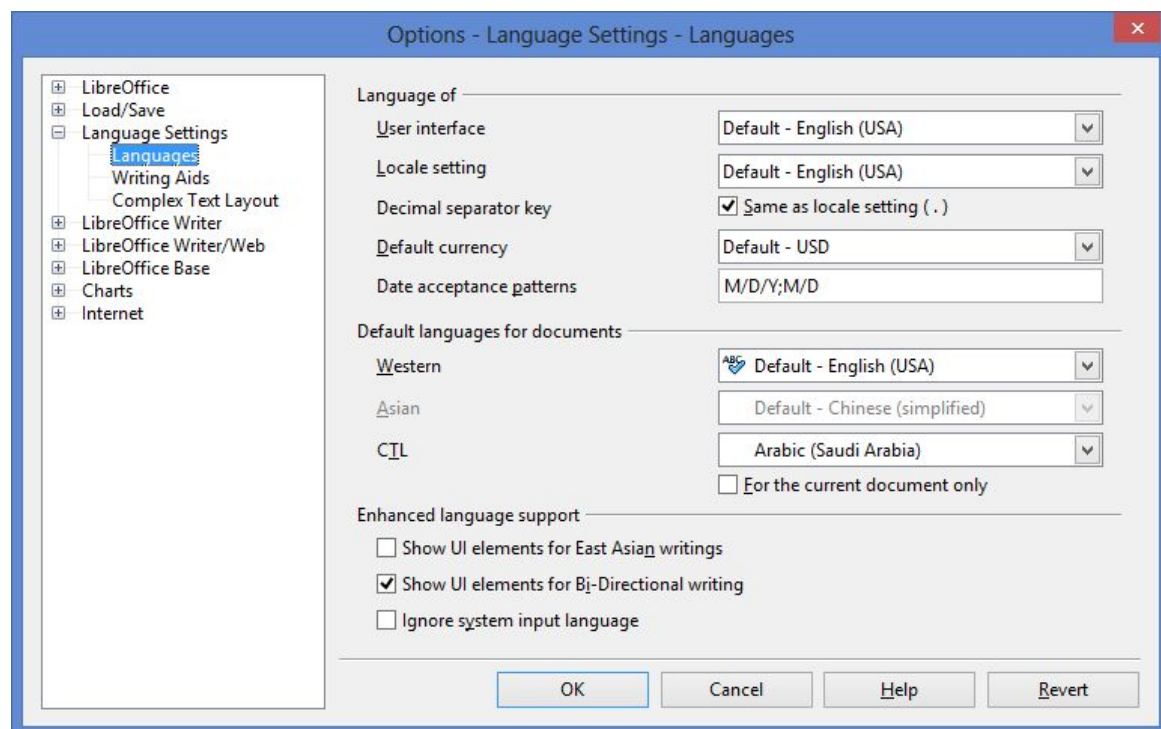 Options - Language Settings - Languages
LibreOffice
Load/Save
Language Settings
Languages
Writing Aids
Complex Text Layout
LibreOffice Writer
LibreOffice Writer/Web
LibreOffice Base
Charts
Internet
Language of
User interface Default - English (USA)
Locale setting Default - English (USA)
Decimal separator key Same as locale setting ( . )
Default currency Default - USD
Date acceptance patterns M/D/Y;M/D
Default languages for documents
Western ABC Default - English (USA)
Asian Default - Chinese (simplified)
CTL Arabic (Saudi Arabia)
For the current document only
Enhanced language support
Show UI elements for East Asian writings
Show UI elements for Bi-Directional writing
Ignore system input language
OK Cancel Help Revert